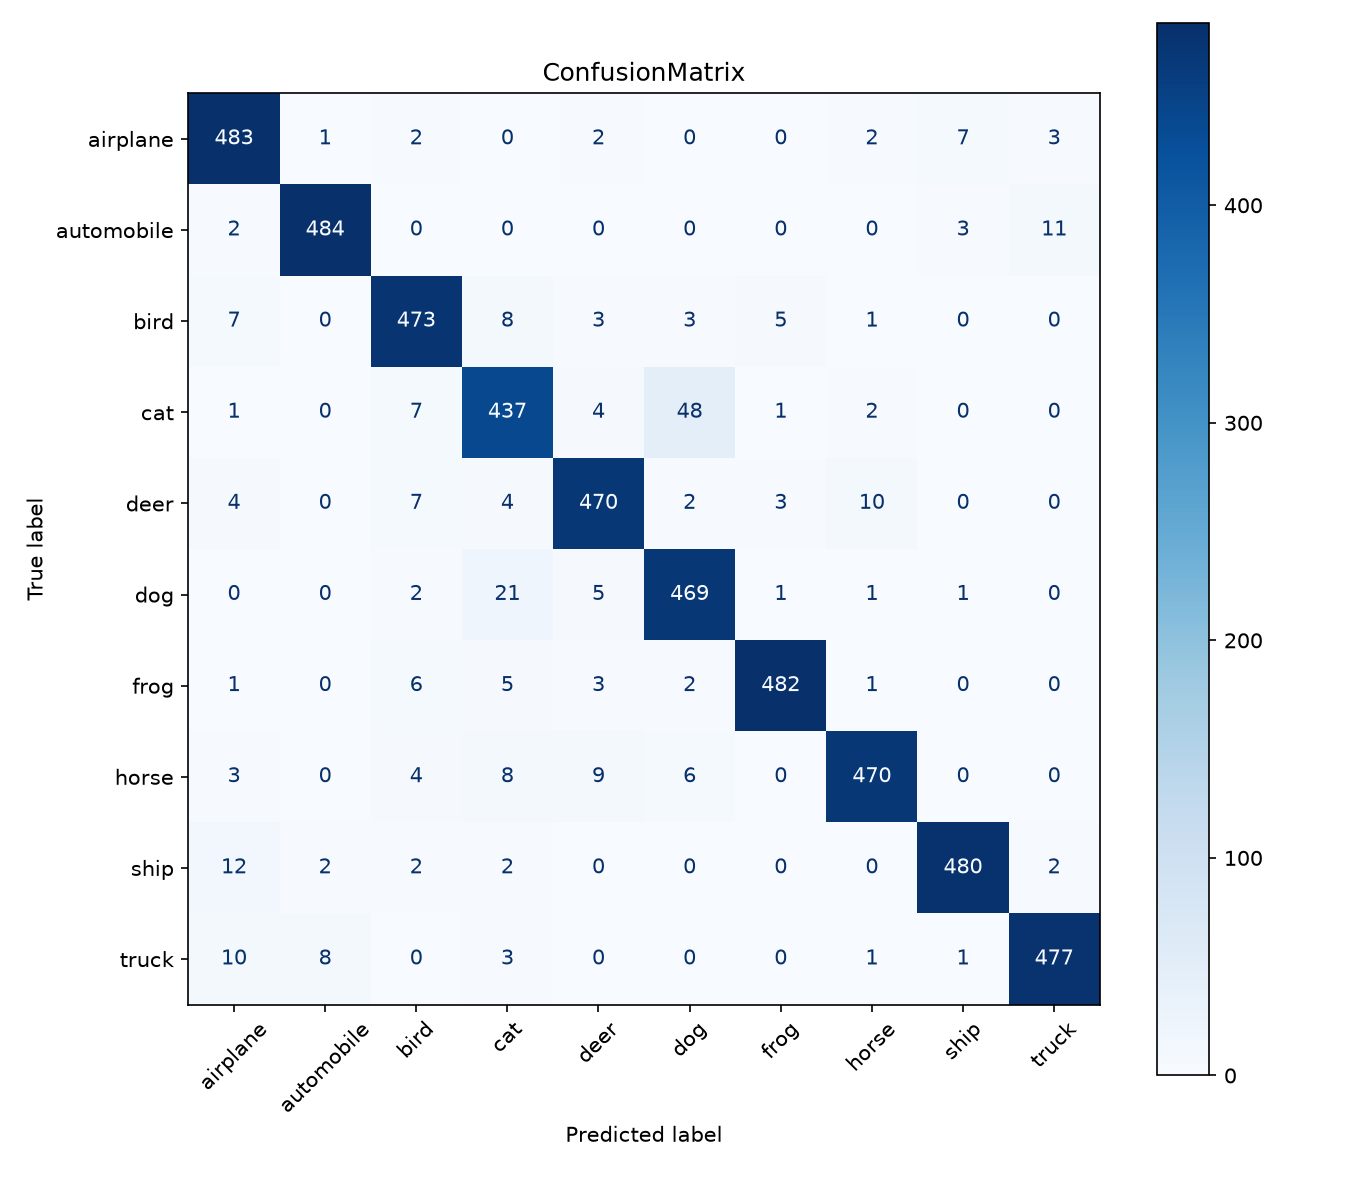 ConfusionMatrix
airplane 483 1 2 0 2 0 0 2 7 3
automobile 2 484 0 0 0 0 0 0 3 11
bird 7 0 473 8 3 3 5 1 0 0
cat 1 0 7 437 4 48 1 2 0 0
deer 4 0 7 4 470 2 3 10 0 0
dog 0 0 2 21 5 469 1 1 1 0
frog 1 0 6 5 3 2 482 1 0 0
horse 3 0 4 8 9 6 0 470 0 0
ship 12 2 2 2 0 0 0 0 480 2
truck 10 8 0 3 0 0 0 1 1 477
airplane automobile bird cat deer dog frog horse ship truck
Predicted label
True label
400
300
200
100
0